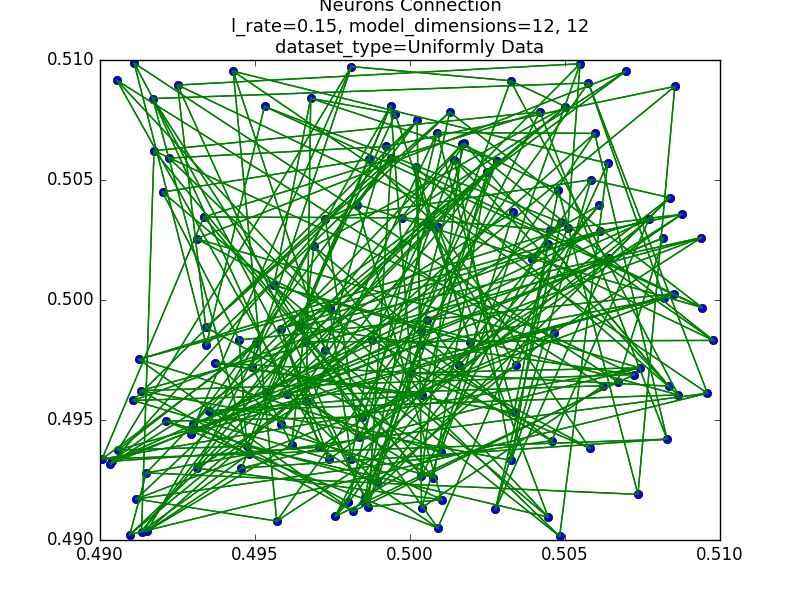 Neurons Connection
l_rate=0.15, model_dimensions=12, 12
dataset_type=Uniformly Data
0.510
0.505
0.500
0.495
0.490
0.490 0.495 0.500 0.505 0.510